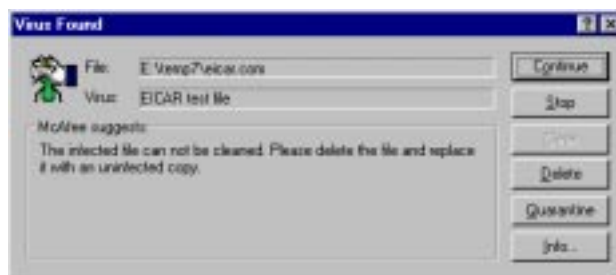 Virus Found
File: E:\temp7\eicar.com
Virus: EICAR test file
McAfee suggests:
The infected file can not be cleaned. Please delete the file and replace
it with an uninfected copy.
Continue
Stop
Clean
Delete
Quarantine
Info...